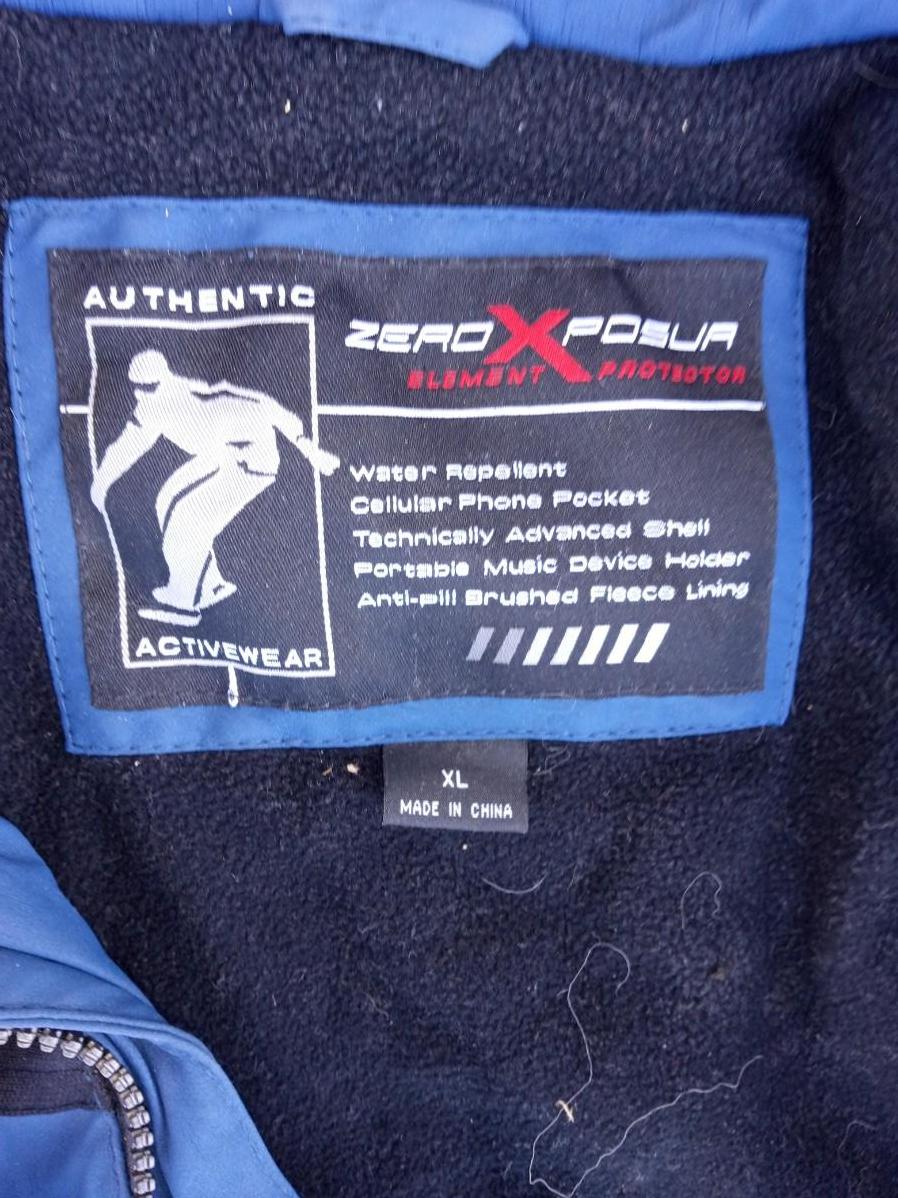 AUTHENTIC
ZEROXPOSUR
ELEMENT PROTECTOR
Water Repellent
Cellular Phone Pocket
Technically Advanced Shell
Portable Music Device Holder
Anti-pill Brushed Fleece Lining
ACTIVEWEAR
XL
MADE IN CHINA